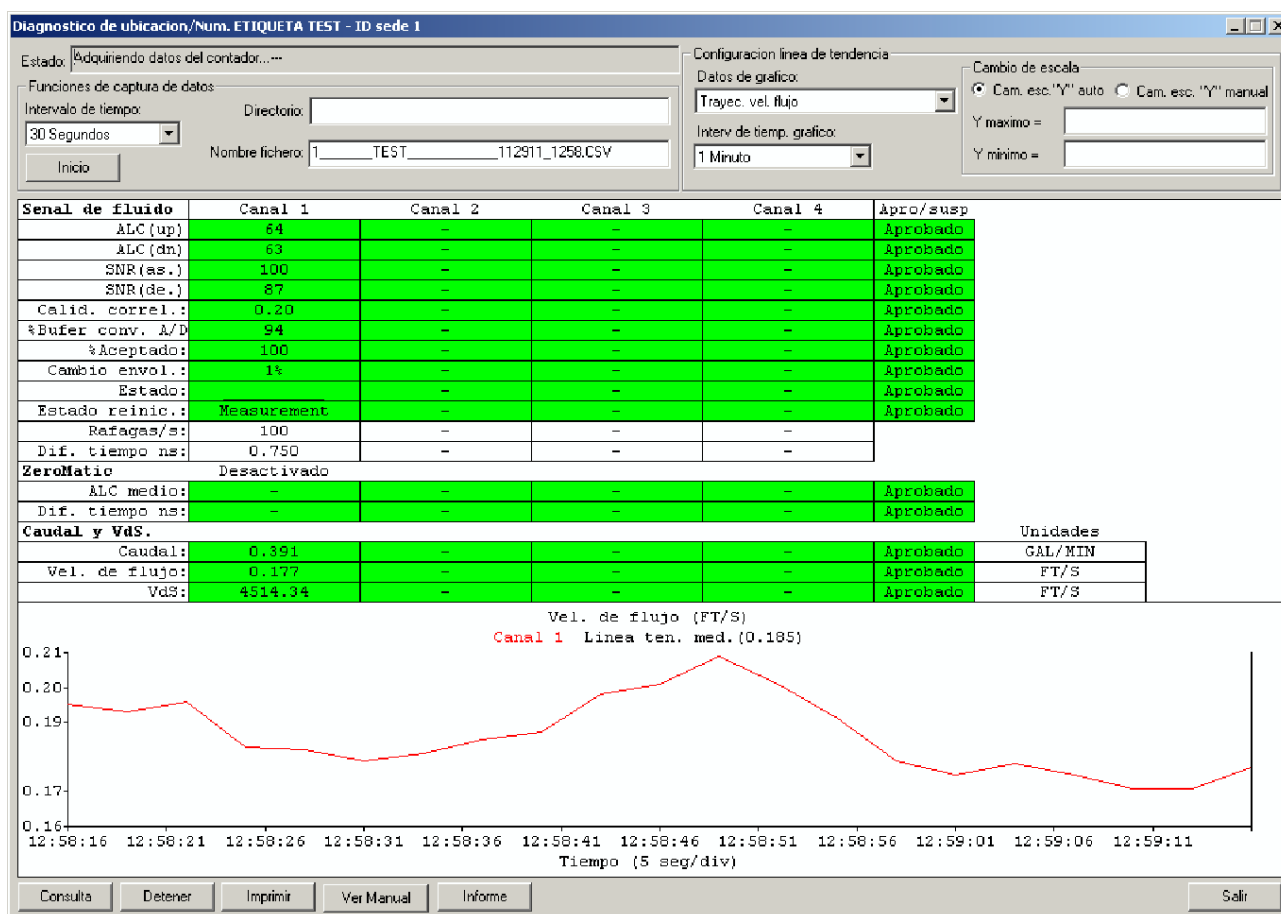 Diagnostico de ubicacion/Num. ETIQUETA TEST - ID sede 1
Estado: Adquiriendo datos del contador...---
Funciones de captura de datos
Intervalo de tiempo:
30 Segundos
Inicio
Directorio:
Nombre fichero: 1_______TEST___________112911_1258.CSV
Configuracion linea de tendencia
Datos de grafico:
Trayec. vel. flujo
Interv de tiemp. grafico:
1 Minuto
Cambio de escala
Cam. esc."Y" auto Cam. esc. "Y" manual
Y maximo =
Y minimo =
Senal de fluido Canal 1 Canal 2 Canal 3 Canal 4 Apro/susp
ALC(up) 64 - - - Aprobado
ALC(dn) 63 - - - Aprobado
SNR(as.) 100 - - - Aprobado
SNR(de.) 87 - - - Aprobado
Calid. correl.: 0.20 - - - Aprobado
%Bufer conv. A/D 94 - - - Aprobado
%Aceptado: 100 - - - Aprobado
Cambio envol.: 1% - - - Aprobado
Estado: __________ - - - Aprobado
Estado reinic.: Measurement - - - Aprobado
Rafagas/s: 100 - - -
Dif. tiempo ns: 0.750 - - -
ZeroMatic Desactivado
ALC medio: - - - - Aprobado
Dif. tiempo ns: - - - - Aprobado
Caudal y VdS. Unidades
Caudal: 0.391 - - - Aprobado GAL/MIN
Vel. de flujo: 0.177 - - - Aprobado FT/S
VdS: 4514.34 - - - Aprobado FT/S
Vel. de flujo (FT/S)
Canal 1 Linea ten. med.(0.185)
0.21
0.20
0.19
0.17
0.16
12:58:16 12:58:21 12:58:26 12:58:31 12:58:36 12:58:41 12:58:46 12:58:51 12:58:56 12:59:01 12:59:06 12:59:11
Tiempo (5 seg/div)
Consulta Detener Imprimir Ver Manual Informe Salir